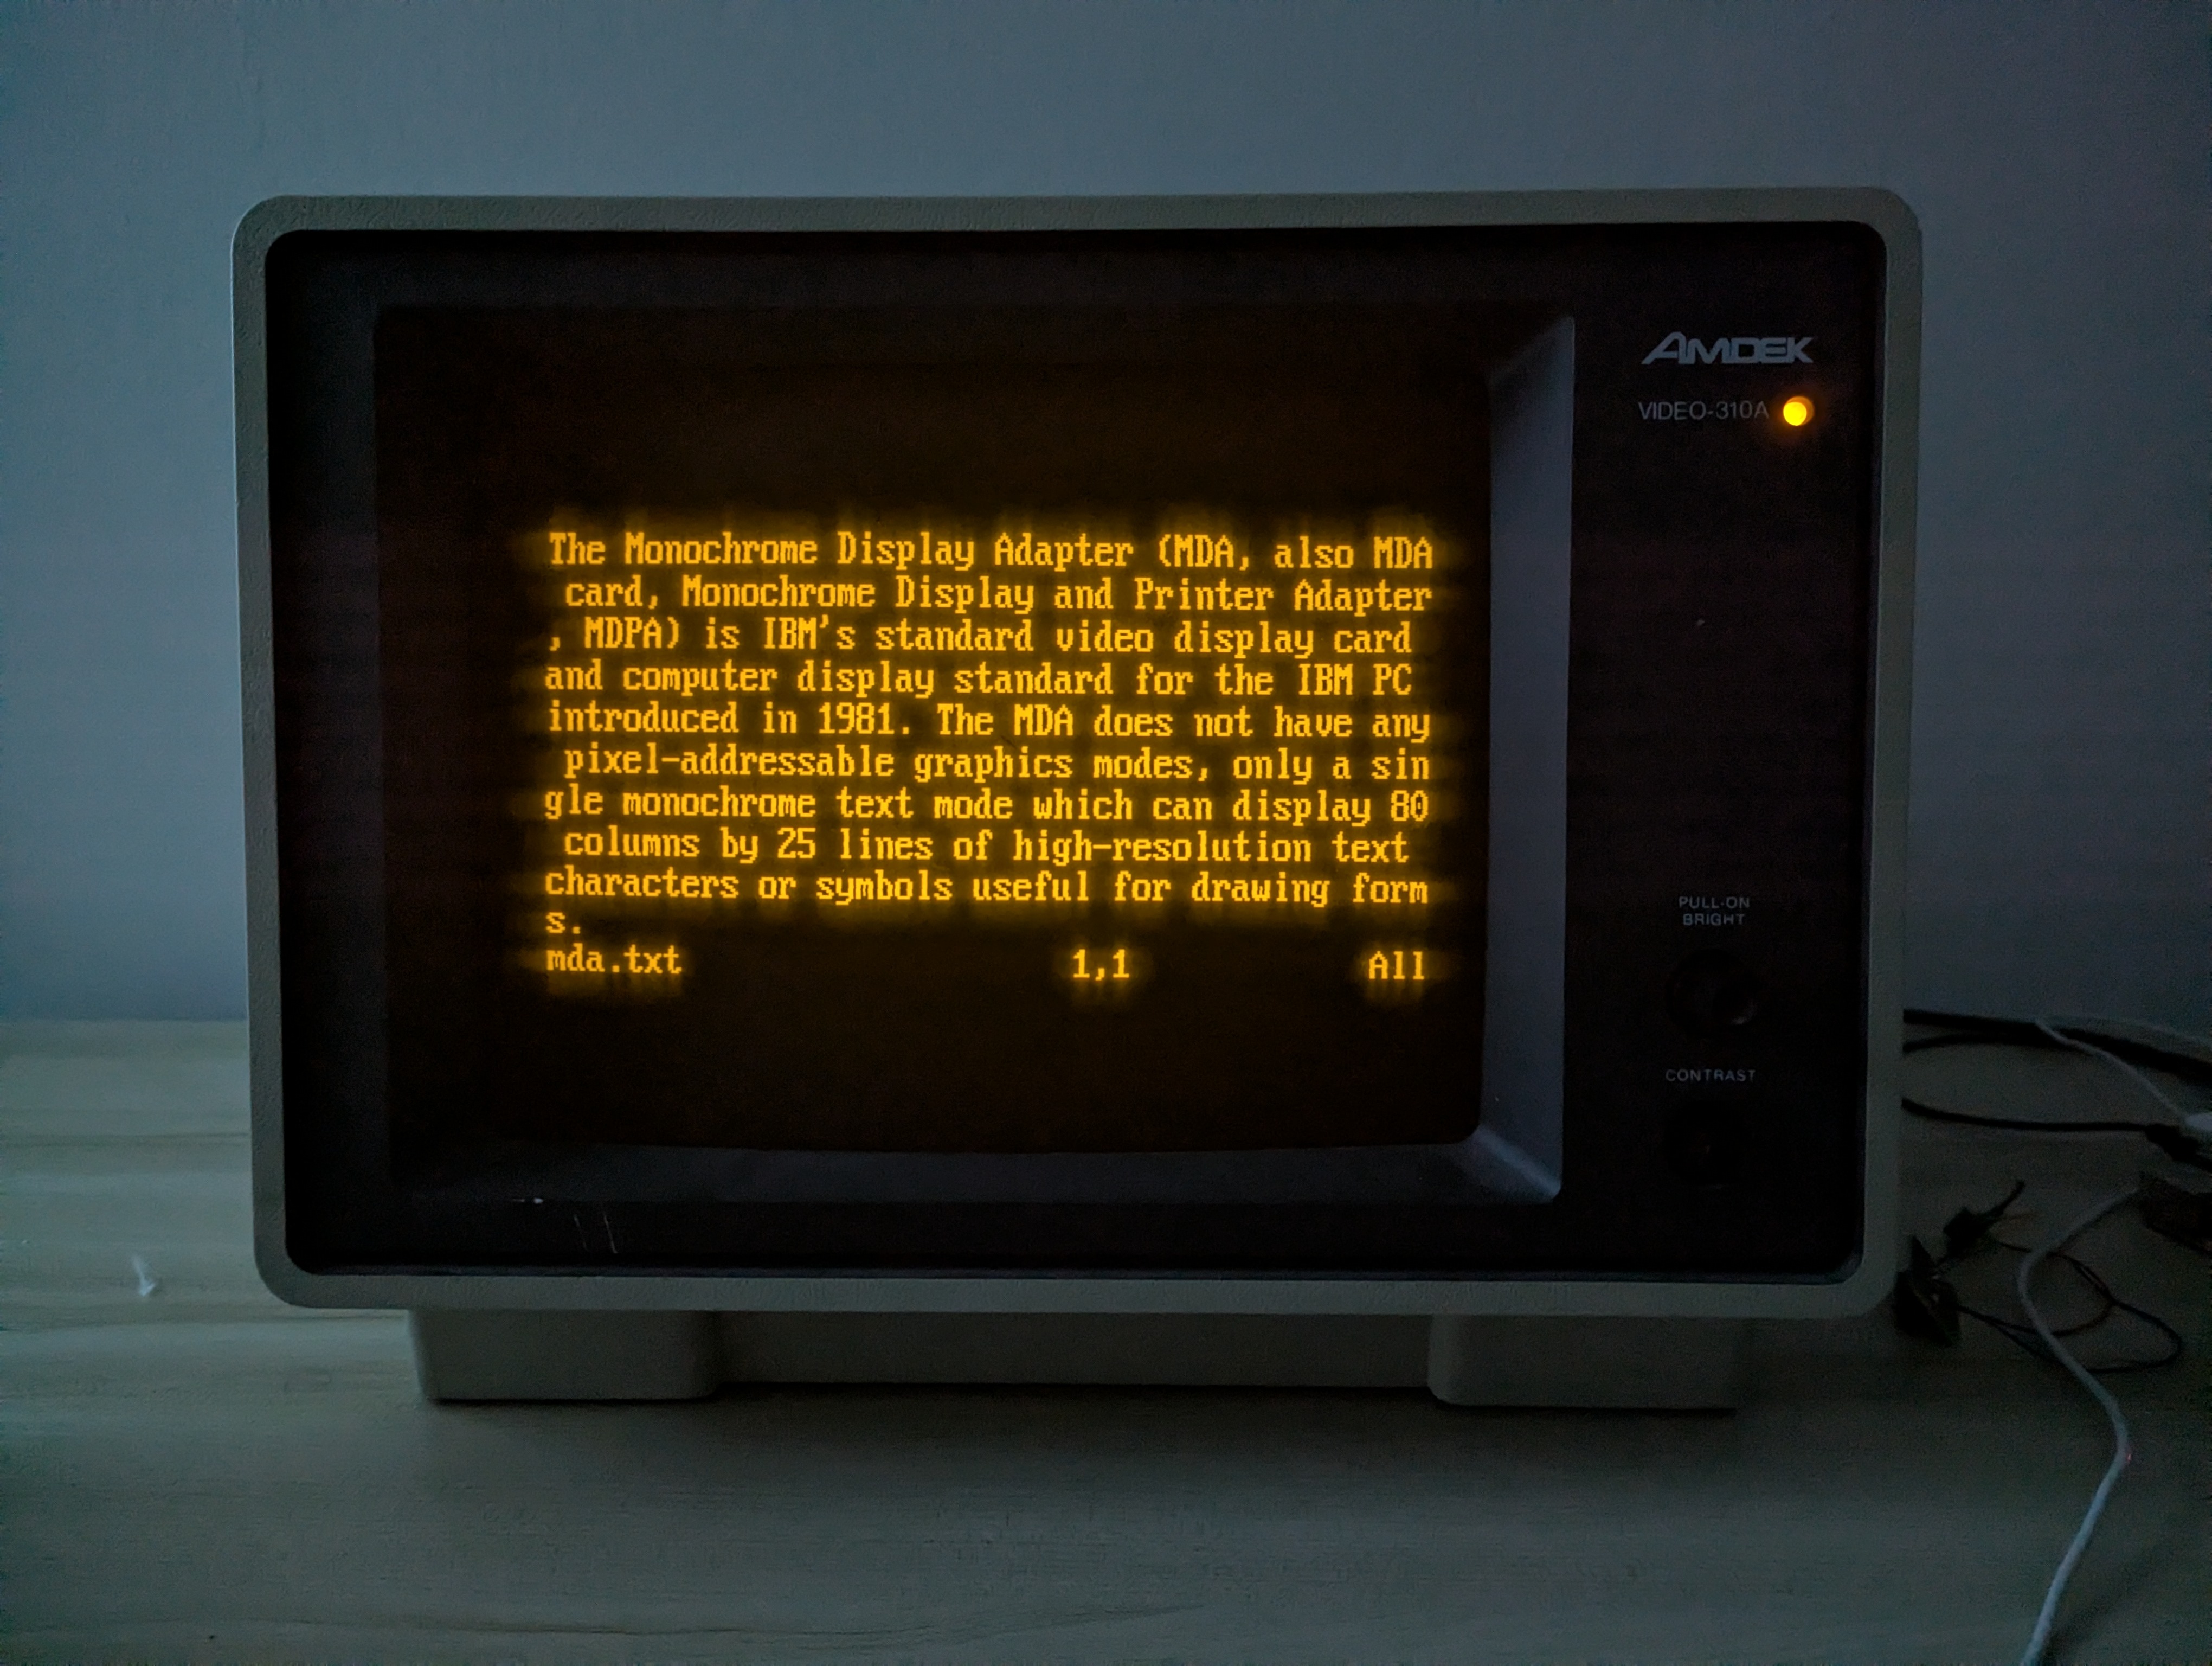 The Monochrome Display Adapter (MDA, also MDA
card, Monochrome Display and Printer Adapter
, MDPA) is IBM's standard video display card
and computer display standard for the IBM PC
introduced in 1981. The MDA does not have any
pixel-addressable graphics modes, only a sin
gle monochrome text mode which can display 80
columns by 25 lines of high-resolution text
characters or symbols useful for drawing form
s.
mda.txt 1,1 All
AMDEK
VIDEO-310A
PULL-ON
BRIGHT
CONTRAST